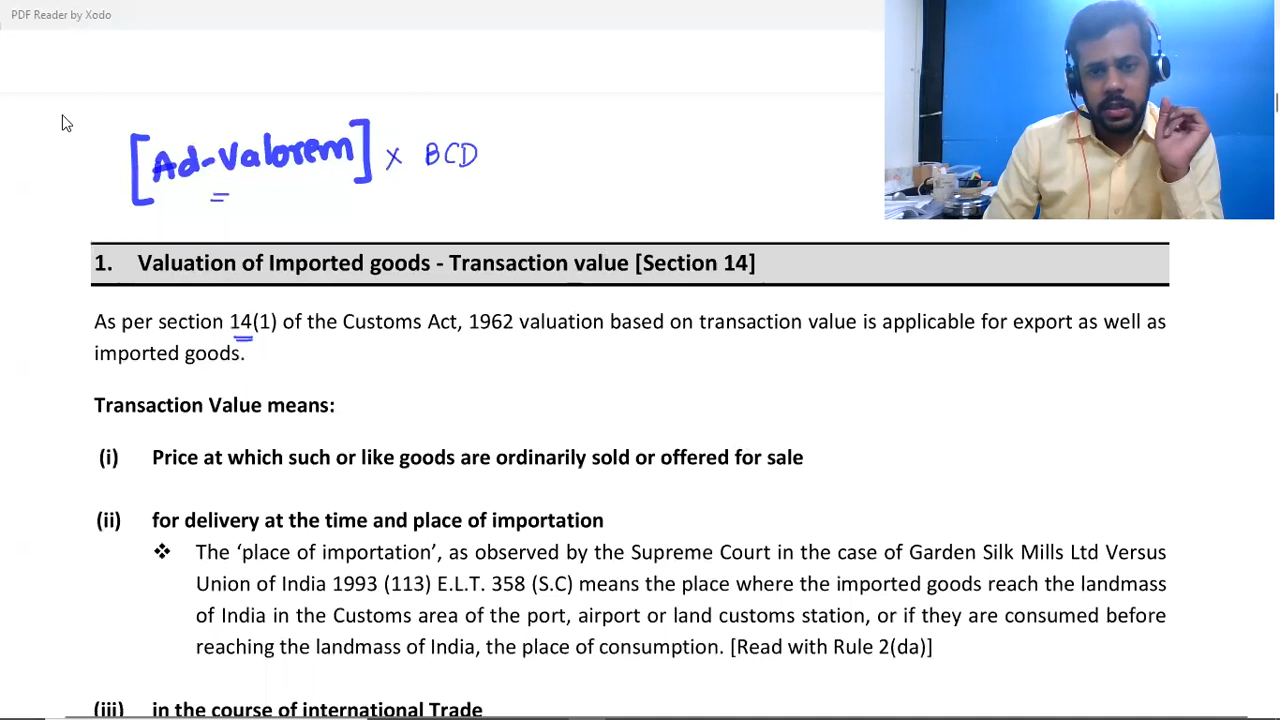 PDF Reader by Xodo
[Ad-Valorem] x BCD
1. Valuation of Imported goods - Transaction value [Section 14]
As per section 14(1) of the Customs Act, 1962 valuation based on transaction value is applicable for export as well as
imported goods.
Transaction Value means:
(i) Price at which such or like goods are ordinarily sold or offered for sale
(ii) for delivery at the time and place of importation
❖ The ‘place of importation’, as observed by the Supreme Court in the case of Garden Silk Mills Ltd Versus
Union of India 1993 (113) E.L.T. 358 (S.C) means the place where the imported goods reach the landmass
of India in the Customs area of the port, airport or land customs station, or if they are consumed before
reaching the landmass of India, the place of consumption. [Read with Rule 2(da)]
(iii) in the course of international Trade